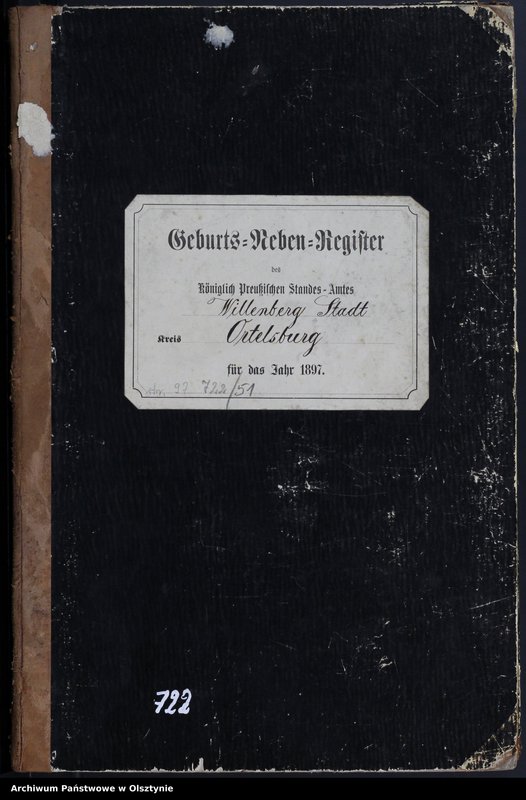 Geburts-Neben-Register
des
Königlich Preußischen Standes-Amtes
Willenberg Stadt
Kreis Ortelsburg
für das Jahr 1897.
722/51
722
Archiwum Państwowe w Olsztynie